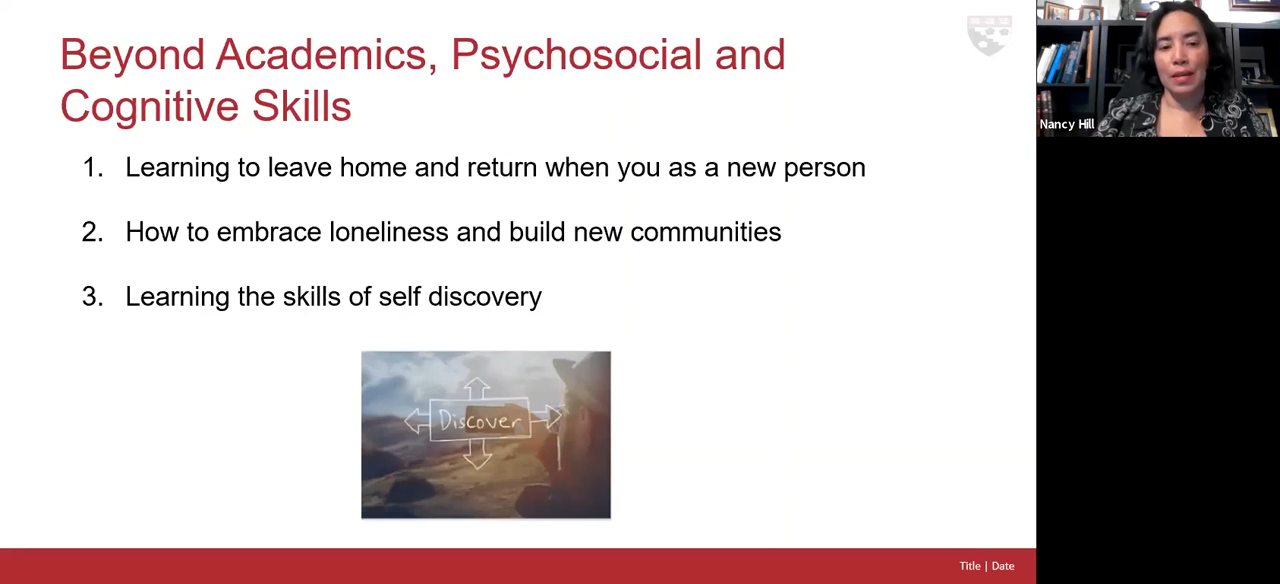 Beyond Academics, Psychosocial and
Cognitive Skills
1. Learning to leave home and return when you as a new person
2. How to embrace loneliness and build new communities
3. Learning the skills of self discovery
Discover
Title | Date
Nancy Hill